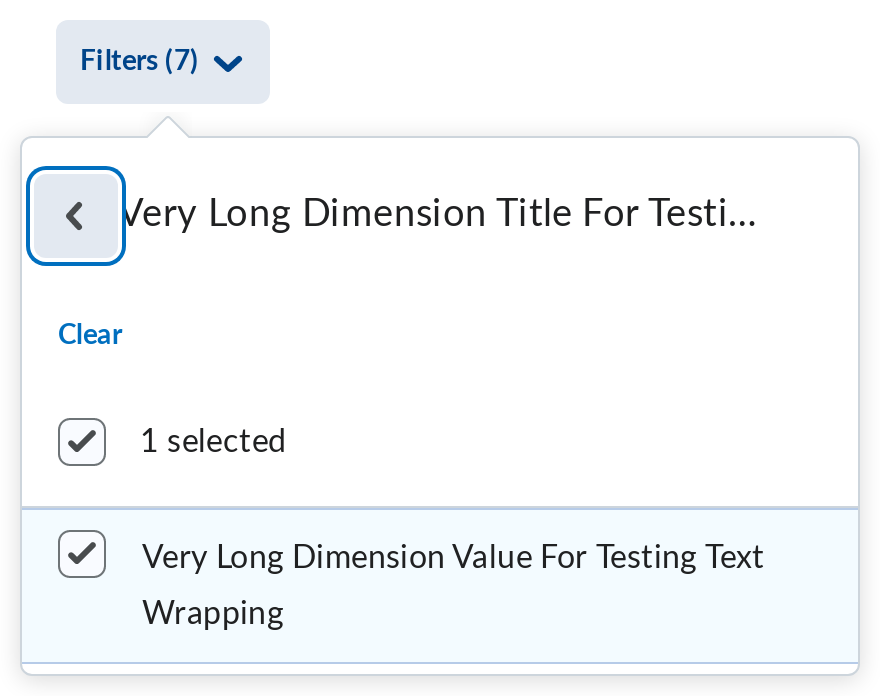 Filters (7)
Very Long Dimension Title For Testi...
Clear
1 selected
Very Long Dimension Value For Testing Text
Wrapping